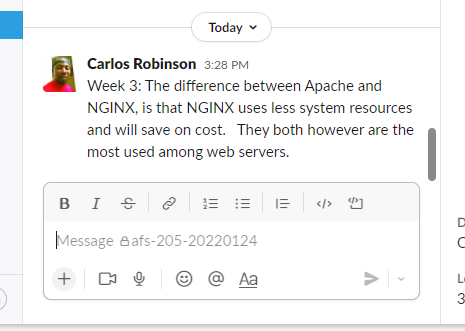 Today
Carlos Robinson 3:28 PM
Week 3: The difference between Apache and
NGINX, is that NGINX uses less system resources
and will save on cost. They both however are the
most used among web servers.
B I S
Message afs-205-20220124
Aa